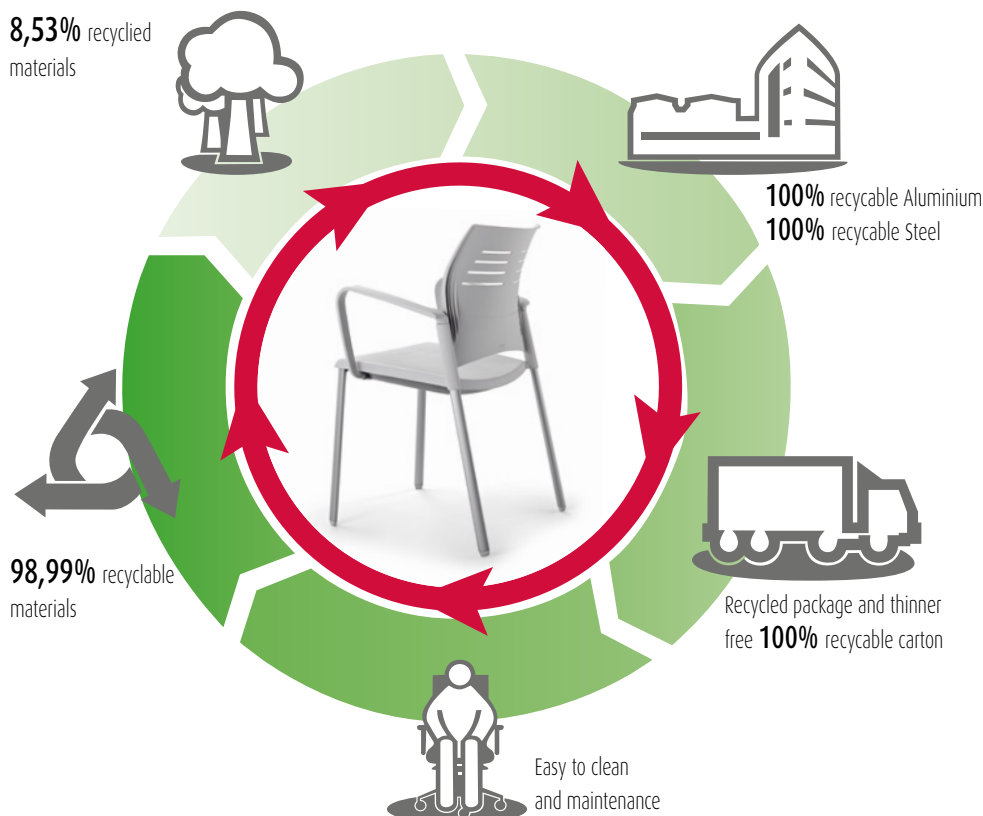 8,53% recyclied
materials
100% recycable Aluminium
100% recycable Steel
Recycled package and thinner
free 100% recycable carton
Easy to clean
and maintenance
98,99% recyclable
materials